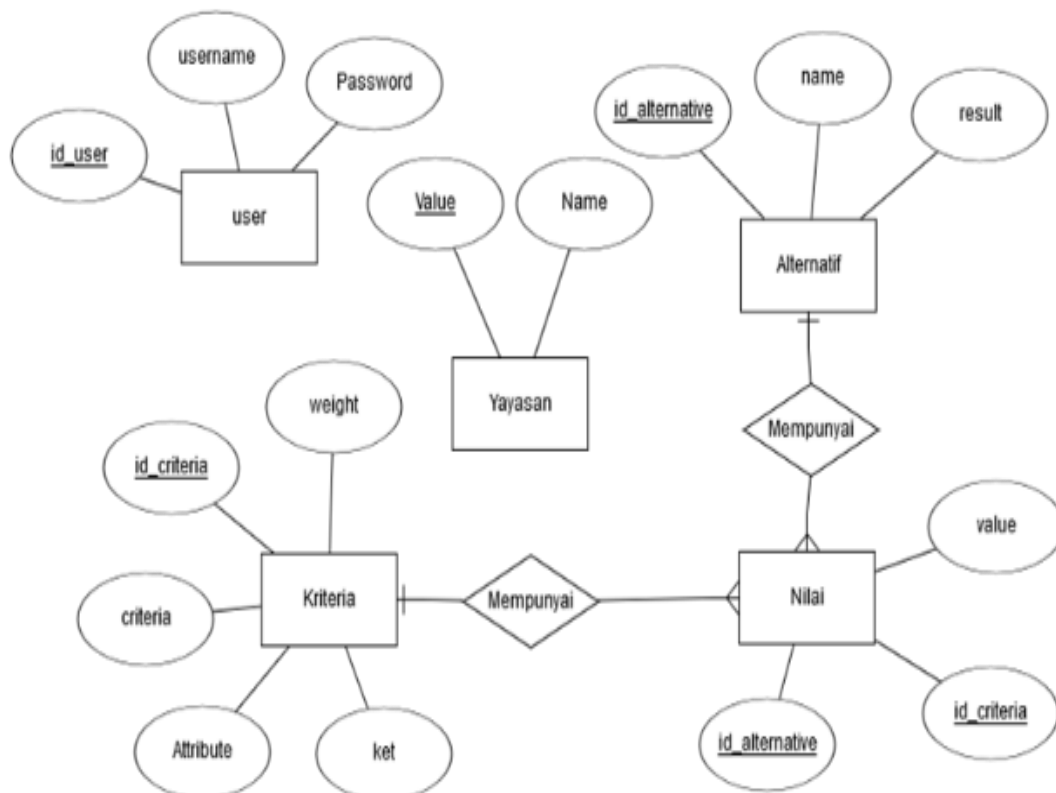 username
Password
id_user
user
Value
Name
id_alternative
name
result
Alternatif
Yayasan
Mempunyai
weight
id_criteria
criteria
Kriteria
Attribute
ket
Mempunyai
Nilai
value
id_criteria
id_alternative